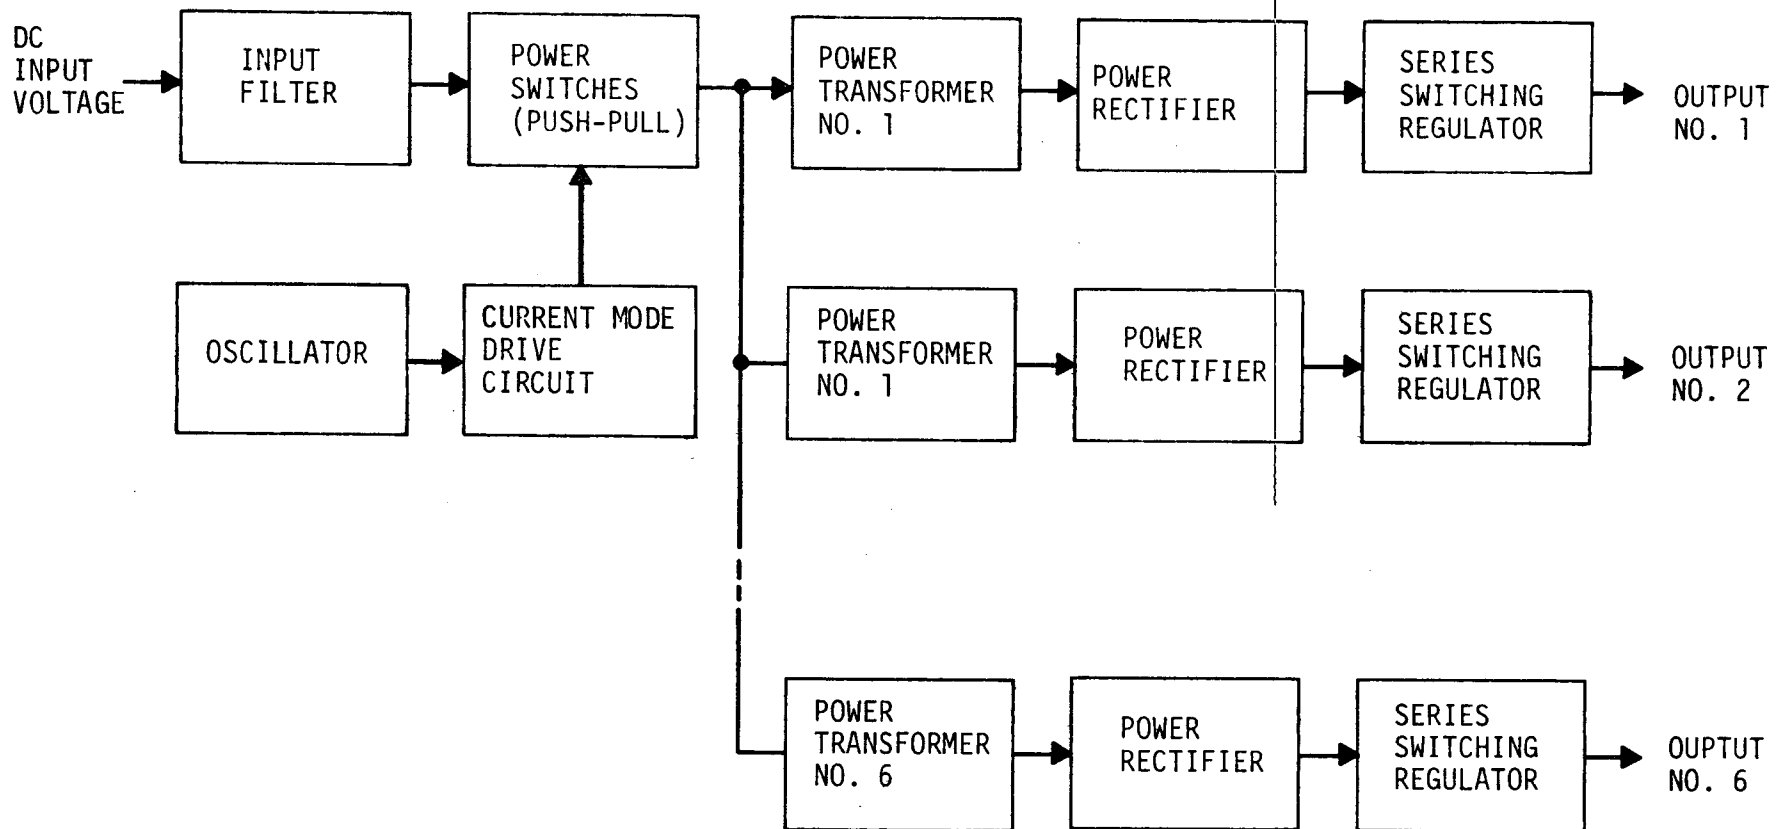 DC
INPUT
VOLTAGE
INPUT
FILTER
POWER
SWITCHES
(PUSH-PULL)
POWER
TRANSFORMER
NO. 1
POWER
RECTIFIER
SERIES
SWITCHING
REGULATOR
OUTPUT
NO. 1
OSCILLATOR
CURRENT MODE
DRIVE
CIRCUIT
POWER
TRANSFORMER
NO. 1
POWER
RECTIFIER
SERIES
SWITCHING
REGULATOR
OUTPUT
NO. 2
POWER
TRANSFORMER
NO. 6
POWER
RECTIFIER
SERIES
SWITCHING
REGULATOR
OUPTUT
NO. 6